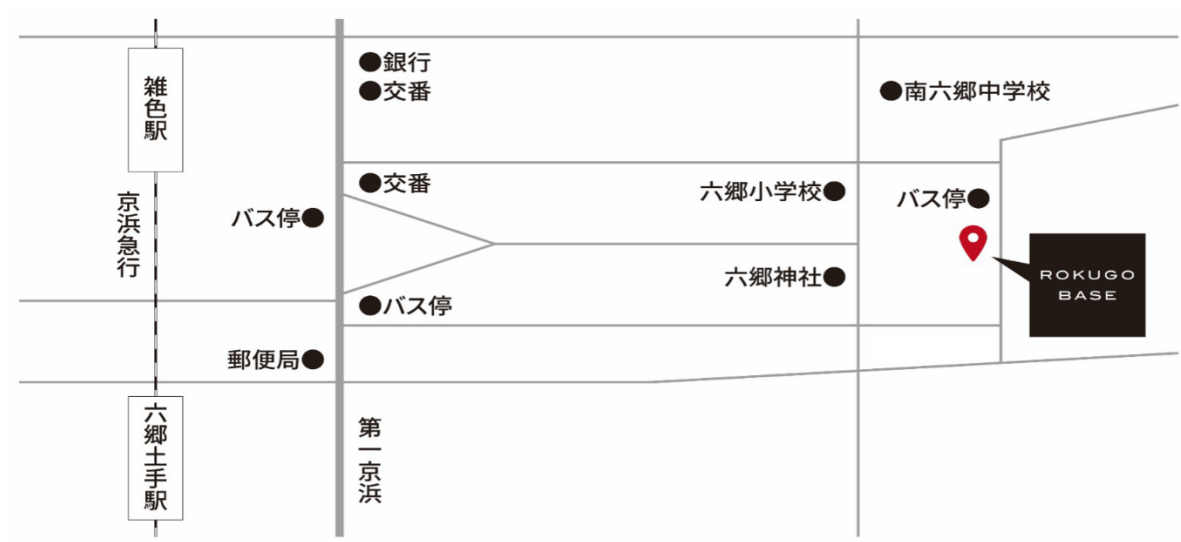 雑色駅
京浜急行
六郷土手駅
バス停
郵便局
銀行
交番
交番
バス停
第一京浜
六郷小学校
六郷神社
南六郷中学校
バス停
ROKUGO
BASE